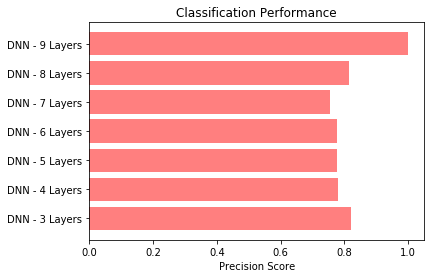 Classification Performance
DNN - 9 Layers
DNN - 8 Layers
DNN - 7 Layers
DNN - 6 Layers
DNN - 5 Layers
DNN - 4 Layers
DNN - 3 Layers
0.0 0.2 0.4 0.6 0.8 1.0
Precision Score